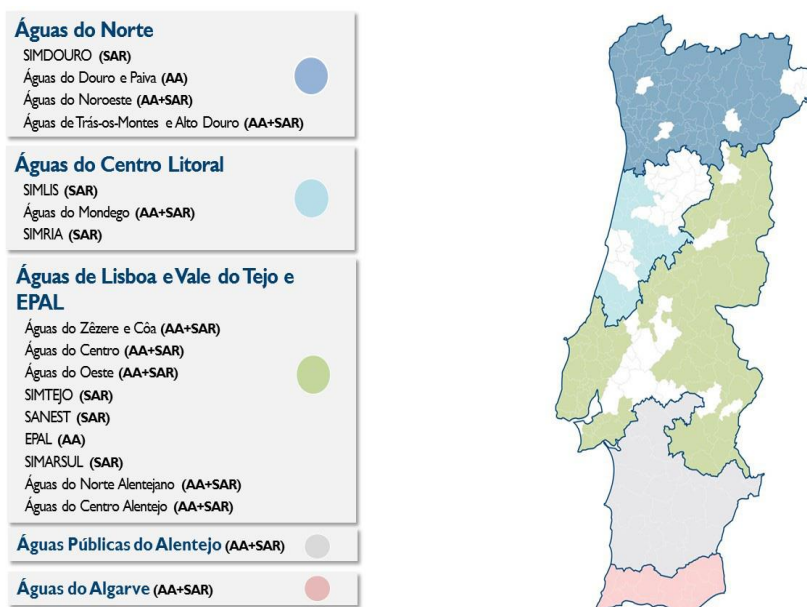 Águas do Norte
SIMDOURO (SAR)
Águas do Douro e Paiva (AA)
Águas do Noroeste (AA+SAR)
Águas de Trás-os-Montes e Alto Douro (AA+SAR)
Águas do Centro Litoral
SIMLIS (SAR)
Águas do Mondego (AA+SAR)
SIMRIA (SAR)
Águas de Lisboa e Vale do Tejo e
EPAL
Águas do Zêzere e Côa (AA+SAR)
Águas do Centro (AA+SAR)
Águas do Oeste (AA+SAR)
SIMTEJO (SAR)
SANEST (SAR)
EPAL (AA)
SIMARSUL (SAR)
Águas do Norte Alentejano (AA+SAR)
Águas do Centro Alentejo (AA+SAR)
Águas Públicas do Alentejo (AA+SAR)
Águas do Algarve (AA+SAR)